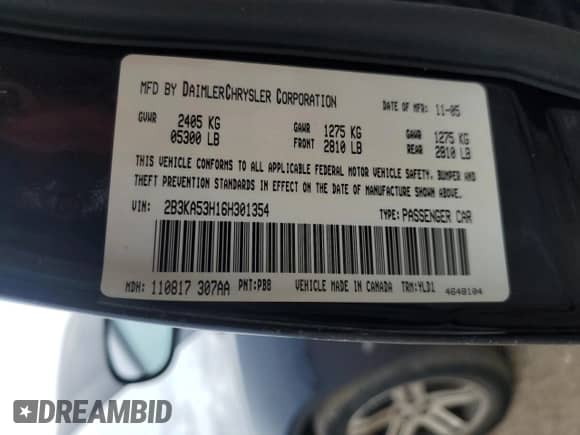 MFD BY DAIMLERCHRYSLER CORPORATION DATE OF MFR: 11-05
GVWR 2405 KG GAWR 1275 KG GAWR 1275 KG
05300 LB FRONT 2810 LB REAR 2810 LB
THIS VEHICLE CONFORMS TO ALL APPLICABLE FEDERAL MOTOR VEHICLE SAFETY, BUMPER AND
THEFT PREVENTION STANDARDS IN EFFECT ON THE DATE OF MANUFACTURE SHOWN ABOVE.
VIN: 2B3KA53H16H301354 TYPE: PASSENGER CAR
MDH: 110817 307AA PNT: PB8 VEHICLE MADE IN CANADA TRM: YLD1 4648104
DREAMBID